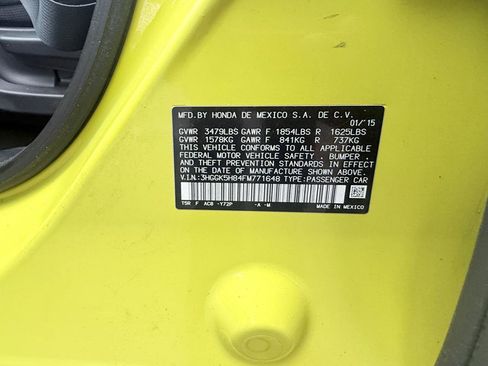 MFD.BY HONDA DE MEXICO S.A. DE C.V.
01/15
GVWR 3479LBS GAWR F 1854LBS R 1625LBS
GVWR 1578KG GAWR F 841KG R 737KG
THIS VEHICLE CONFORMS TO ALL APPLICABLE
FEDERAL MOTOR VEHICLE SAFETY, BUMPER,
AND THEFT PREVENTION STANDARDS IN EFFECT
ON THE DATE OF MANUFACTURE SHOWN ABOVE.
V.I.N:3HGGK5H84FM771648 TYPE:PASSENGER CAR
T5R F AC8 -Y72P -A -M MADE IN MEXICO